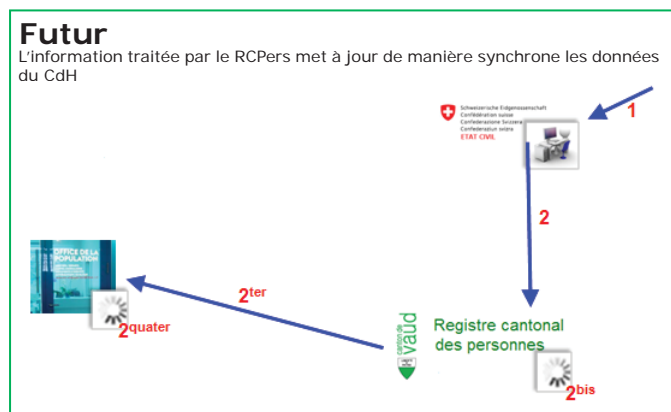 Futur
L'information traitée par le RCPers met à jour de manière synchrone les données
du CdH
Schweizerische Eidgenossenschaft
Confédération suisse
Confederazione Svizzera
Confederaziun svizra
ETAT CIVIL
1
2
OFFICE DE LA
POPULATION
2quater
2ter
canton de
vaud
Registre cantonal
des personnes
2bis